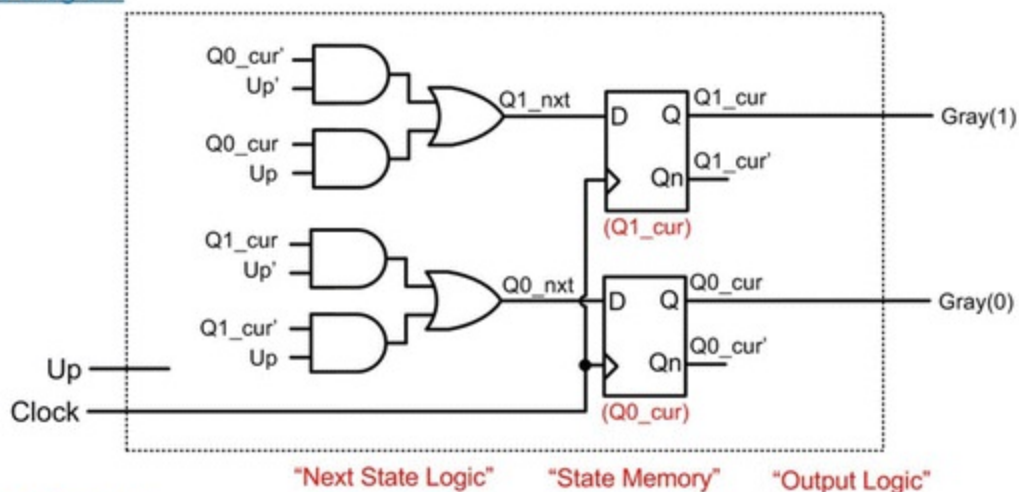 Q0_cur'
Up'
Q0_cur
Up
Q1_nxt
D Q
Qn
Q1_cur
Q1_cur'
(Q1_cur)
Gray(1)
Q1_cur
Up'
Q1_cur'
Up
Q0_nxt
D Q
Qn
Q0_cur
Q0_cur'
(Q0_cur)
Gray(0)
Up
Clock
“Next State Logic” “State Memory” “Output Logic”